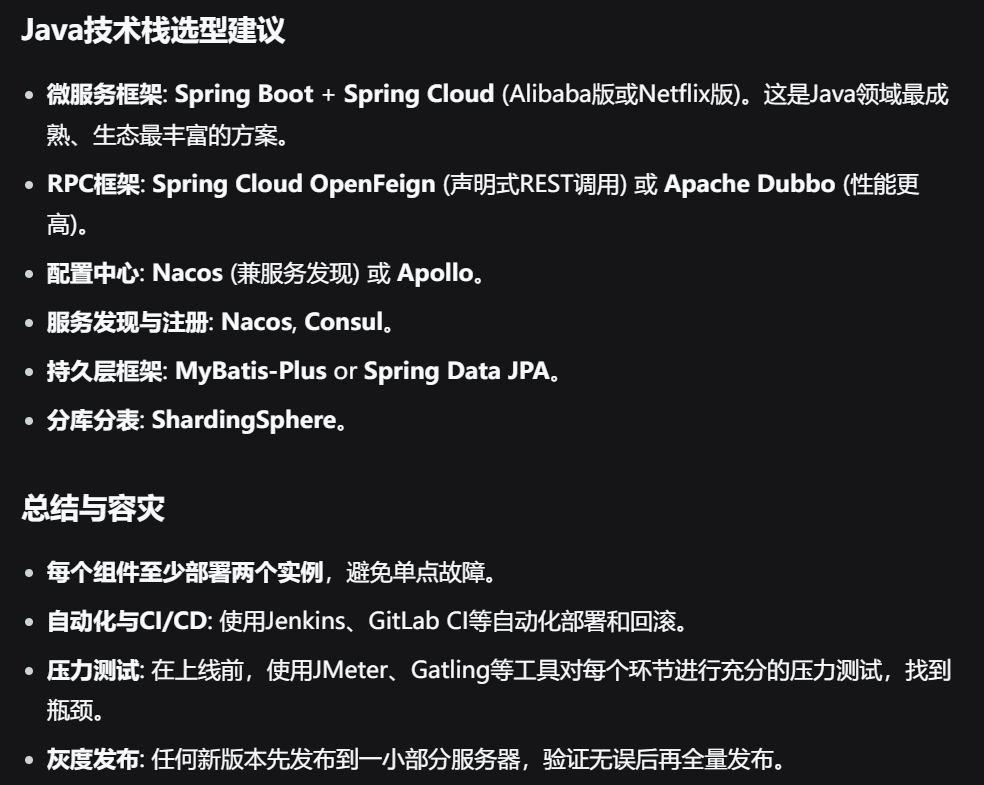 Java技术栈选型建议
• 微服务框架: Spring Boot + Spring Cloud (Alibaba版或Netflix版)。这是Java领域最成
熟、生态最丰富的方案。
• RPC框架: Spring Cloud OpenFeign (声明式REST调用) 或 Apache Dubbo (性能更
高)。
• 配置中心: Nacos (兼服务发现) 或 Apollo。
• 服务发现与注册: Nacos, Consul。
• 持久层框架: MyBatis-Plus or Spring Data JPA。
• 分库分表: ShardingSphere。
总结与容灾
• 每个组件至少部署两个实例，避免单点故障。
• 自动化与CI/CD: 使用Jenkins、GitLab CI等自动化部署和回滚。
• 压力测试: 在上线前，使用JMeter、Gatling等工具对每个环节进行充分的压力测试，找到
瓶颈。
• 灰度发布: 任何新版本先发布到一小部分服务器，验证无误后再全量发布。